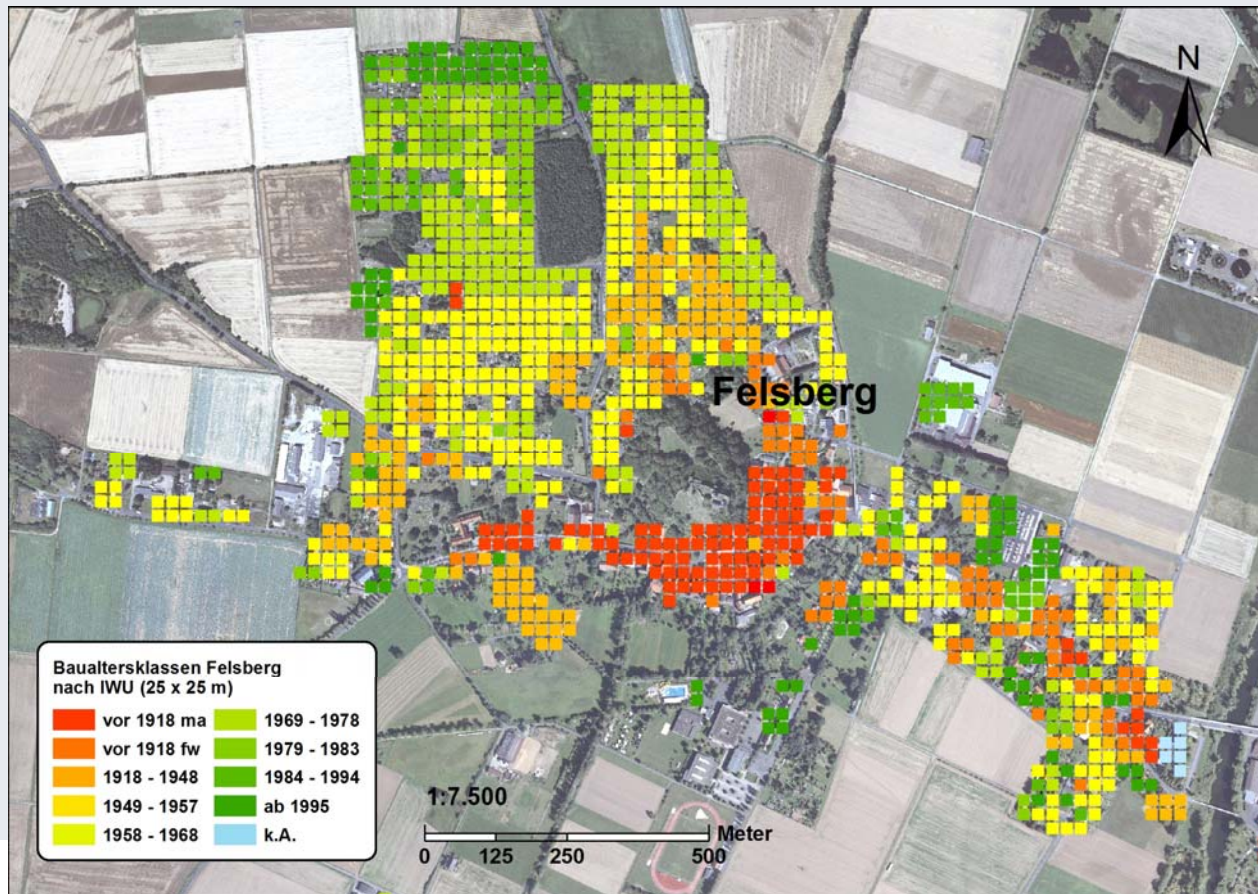 N
Felsberg
Baualtersklassen Felsberg
nach IWU (25 x 25 m)
vor 1918 ma
vor 1918 fw
1918 - 1948
1949 - 1957
1958 - 1968
1969 - 1978
1979 - 1983
1984 - 1994
ab 1995
k.A.
1:7.500
Meter
0 125 250 500